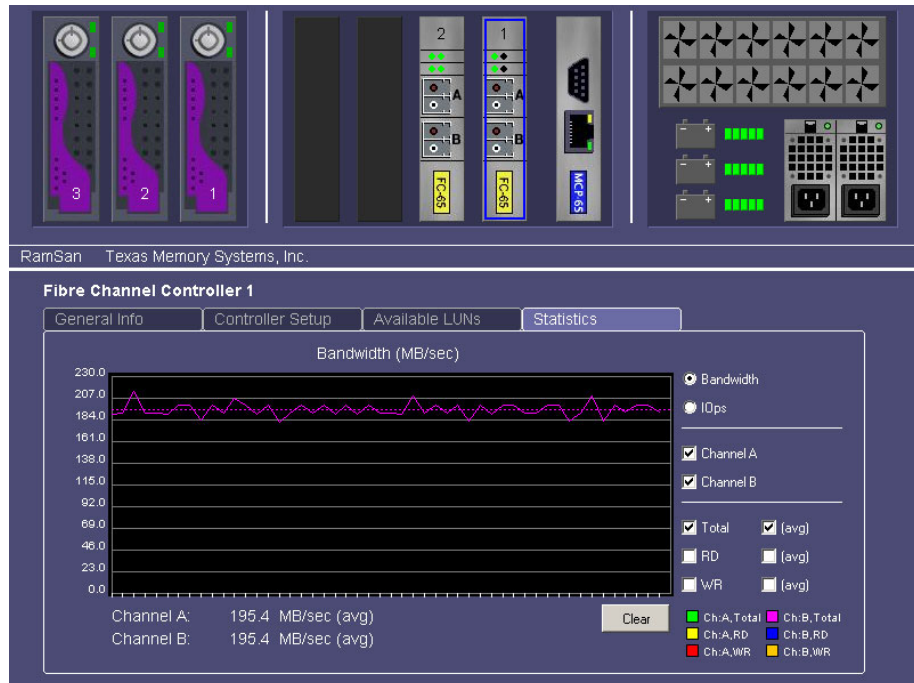 2 1
A A
B B
3 2 1
FC-65 FC-65 MCP-65
- +
- +
- +
RamSan Texas Memory Systems, Inc.
Fibre Channel Controller 1
General Info Controller Setup Available LUNs Statistics
Bandwidth (MB/sec)
230.0
207.0
184.0
161.0
138.0
115.0
92.0
69.0
46.0
23.0
0.0
Bandwidth
IOps
Channel A
Channel B
Total (avg)
RD (avg)
WR (avg)
Channel A: 195.4 MB/sec (avg)
Channel B: 195.4 MB/sec (avg)
Clear
Ch:A,Total Ch:B,Total
Ch:A,RD Ch:B,RD
Ch:A,WR Ch:B,WR